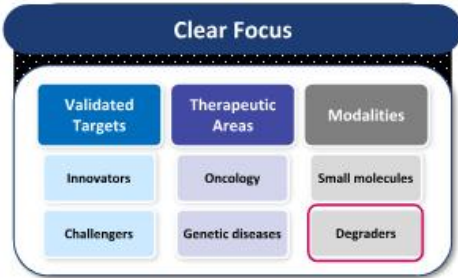 Clear Focus
Validated
Targets
Therapeutic
Areas
Modalities
Innovators
Oncology
Small molecules
Challengers
Genetic diseases
Degraders